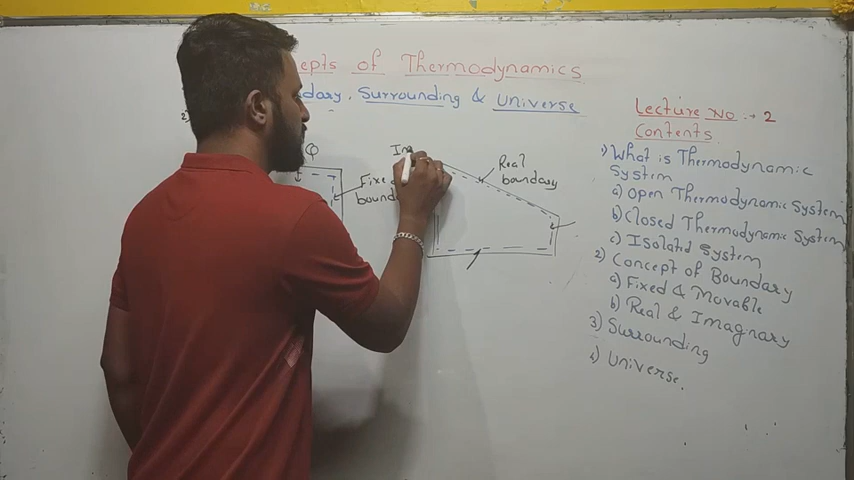 epts of Thermodynamics
dary, Surrounding & Universe
2)
Q
Fixe
bound
Im
Real
boundary
Lecture No. → 2
Contents
1) What is Thermodynamic
System
a) Open Thermodynamic System
b) Closed Thermodynamic System
c) Isolated System
2) Concept of Boundary
a) Fixed & Movable
b) Real & Imagnary
3) Surrounding
4) Universe.